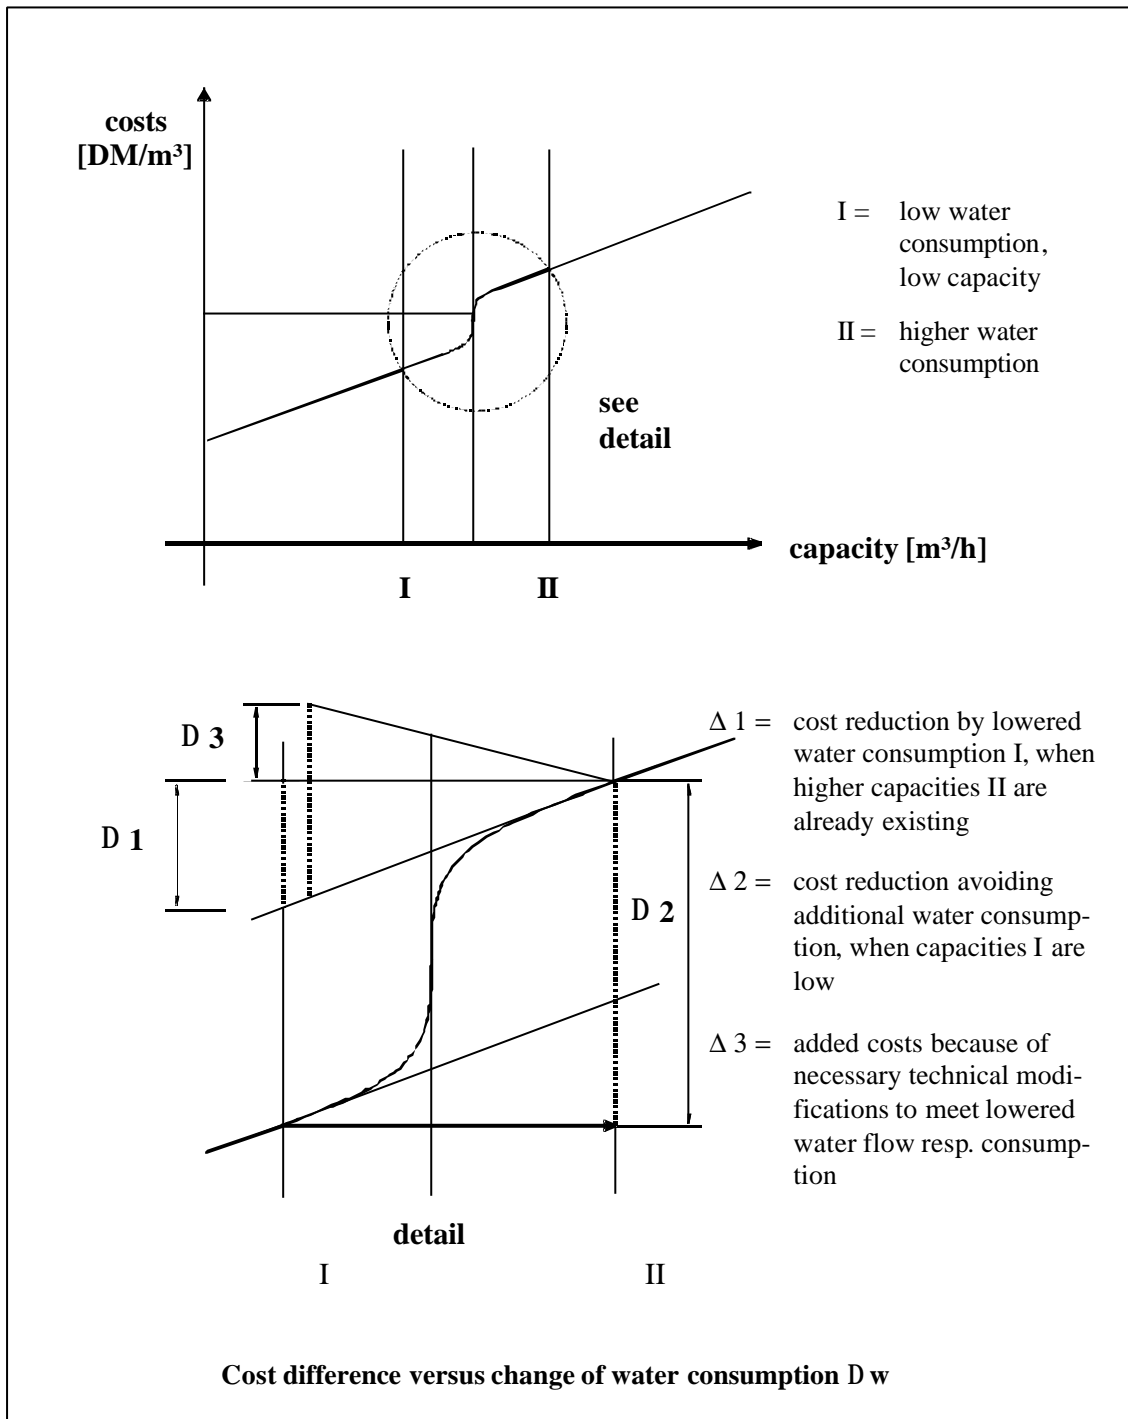 costs
[DM/m³]
I = low water
consumption,
low capacity
II = higher water
consumption
see
detail
capacity [m³/h]
I
II
D 3
D 1
D 2
Δ 1 = cost reduction by lowered
water consumption I, when
higher capacities II are
already existing
Δ 2 = cost reduction avoiding
additional water consump-
tion, when capacities I are
low
Δ 3 = added costs because of
necessary technical modi-
fications to meet lowered
water flow resp. consump-
tion
detail
I
II
Cost difference versus change of water consumption D w